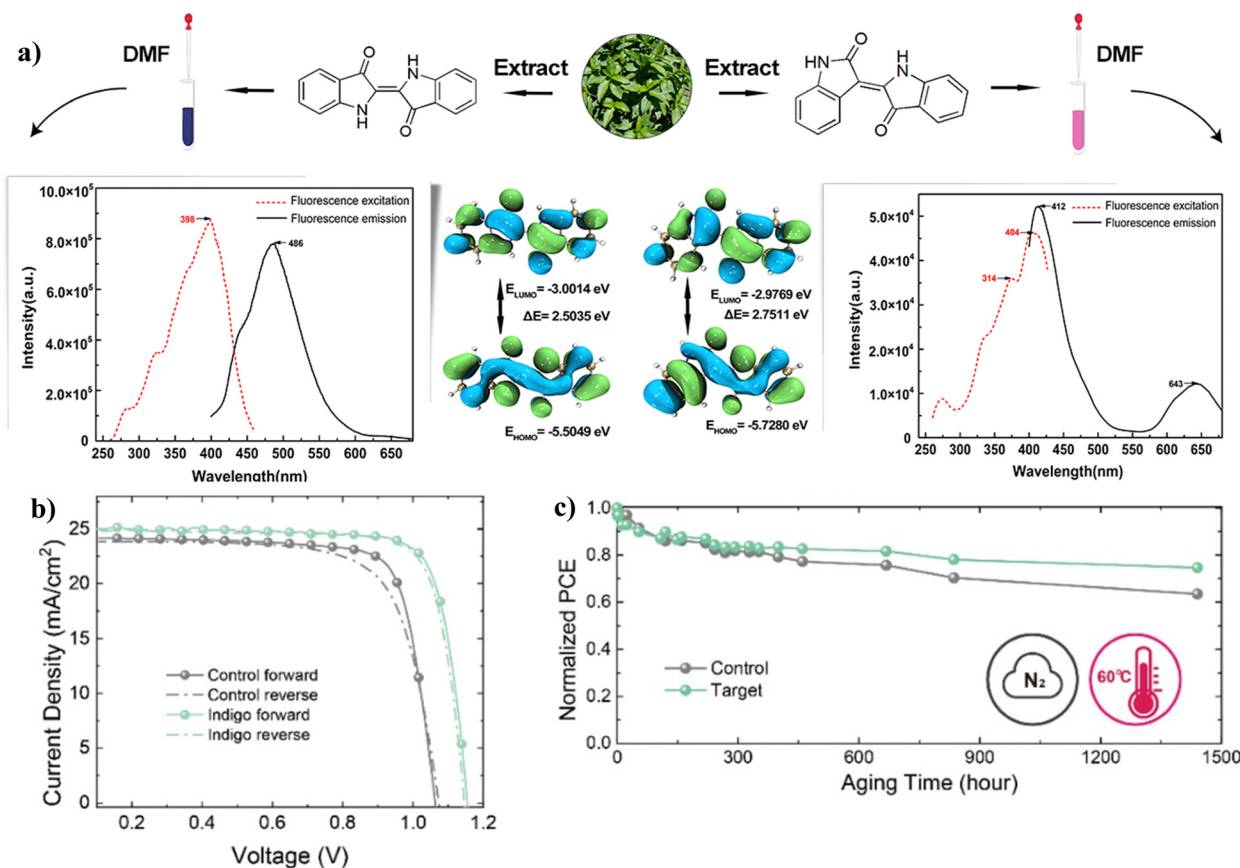 a)
DMF
O
NH
N
H
O
Extract
Extract
O
NH
NH
O
DMF
10.0×10⁵
8.0×10⁵
6.0×10⁵
4.0×10⁵
2.0×10⁵
0
Intensity(a.u.)
398
486
Fluorescence excitation
Fluorescence emission
250 300 350 400 450 500 550 600 650
Wavelength(nm)
E_LUMO= -3.0014 eV
ΔE= 2.5035 eV
E_HOMO= -5.5049 eV
E_LUMO= -2.9769 eV
ΔE= 2.7511 eV
E_HOMO= -5.7280 eV
5.0×10⁴
4.0×10⁴
3.0×10⁴
2.0×10⁴
1.0×10⁴
0.0
Intensity(a.u.)
412
404
314
643
Fluorescence excitation
Fluorescence emission
250 300 350 400 450 500 550 600 650
Wavelength(nm)
b)
25
20
15
10
5
0
Current Density (mA/cm²)
Control forward
Control reverse
Indigo forward
Indigo reverse
0.2 0.4 0.6 0.8 1.0 1.2
Voltage (V)
c)
1.0
0.8
0.6
0.4
0.2
0.0
Normalized PCE
Control
Target
N₂
60°C
0 300 600 900 1200 1500
Aging Time (hour)